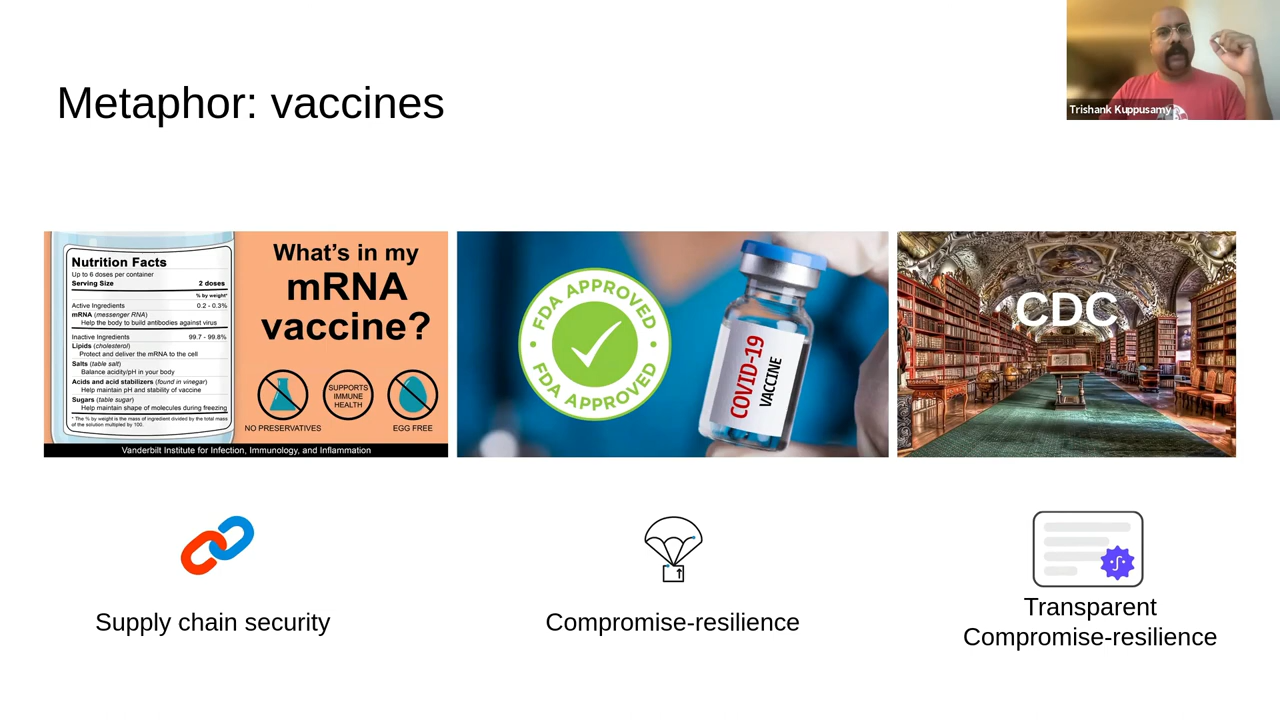 Trishank Kuppusamy
Metaphor: vaccines
Nutrition Facts
Up to 6 doses per container
Serving Size 2 doses
% by weight*
Active Ingredients 0.2 - 0.3%
mRNA (messenger RNA)
Help the body to build antibodies against virus
Inactive Ingredients 99.7 - 99.8%
Lipids (cholesterol)
Protect and deliver the mRNA to the cell
Salts (table salt)
Balance acidity/pH in your body
Acids and acid stabilizers (found in vinegar)
Help maintain pH and stability of vaccine
Sugars (table sugar)
Help maintain shape of molecules during freezing
* The % by weight is the mass of ingredient divided by the total mass
of the solution multiplied by 100.
What's in my
mRNA
vaccine?
SUPPORTS
IMMUNE
HEALTH
NO PRESERVATIVES
EGG FREE
Vanderbilt Institute for Infection, Immunology, and Inflammation
FDA APPROVED
FDA APPROVED
COVID-19
VACCINE
CDC
Supply chain security
Compromise-resilience
Transparent
Compromise-resilience